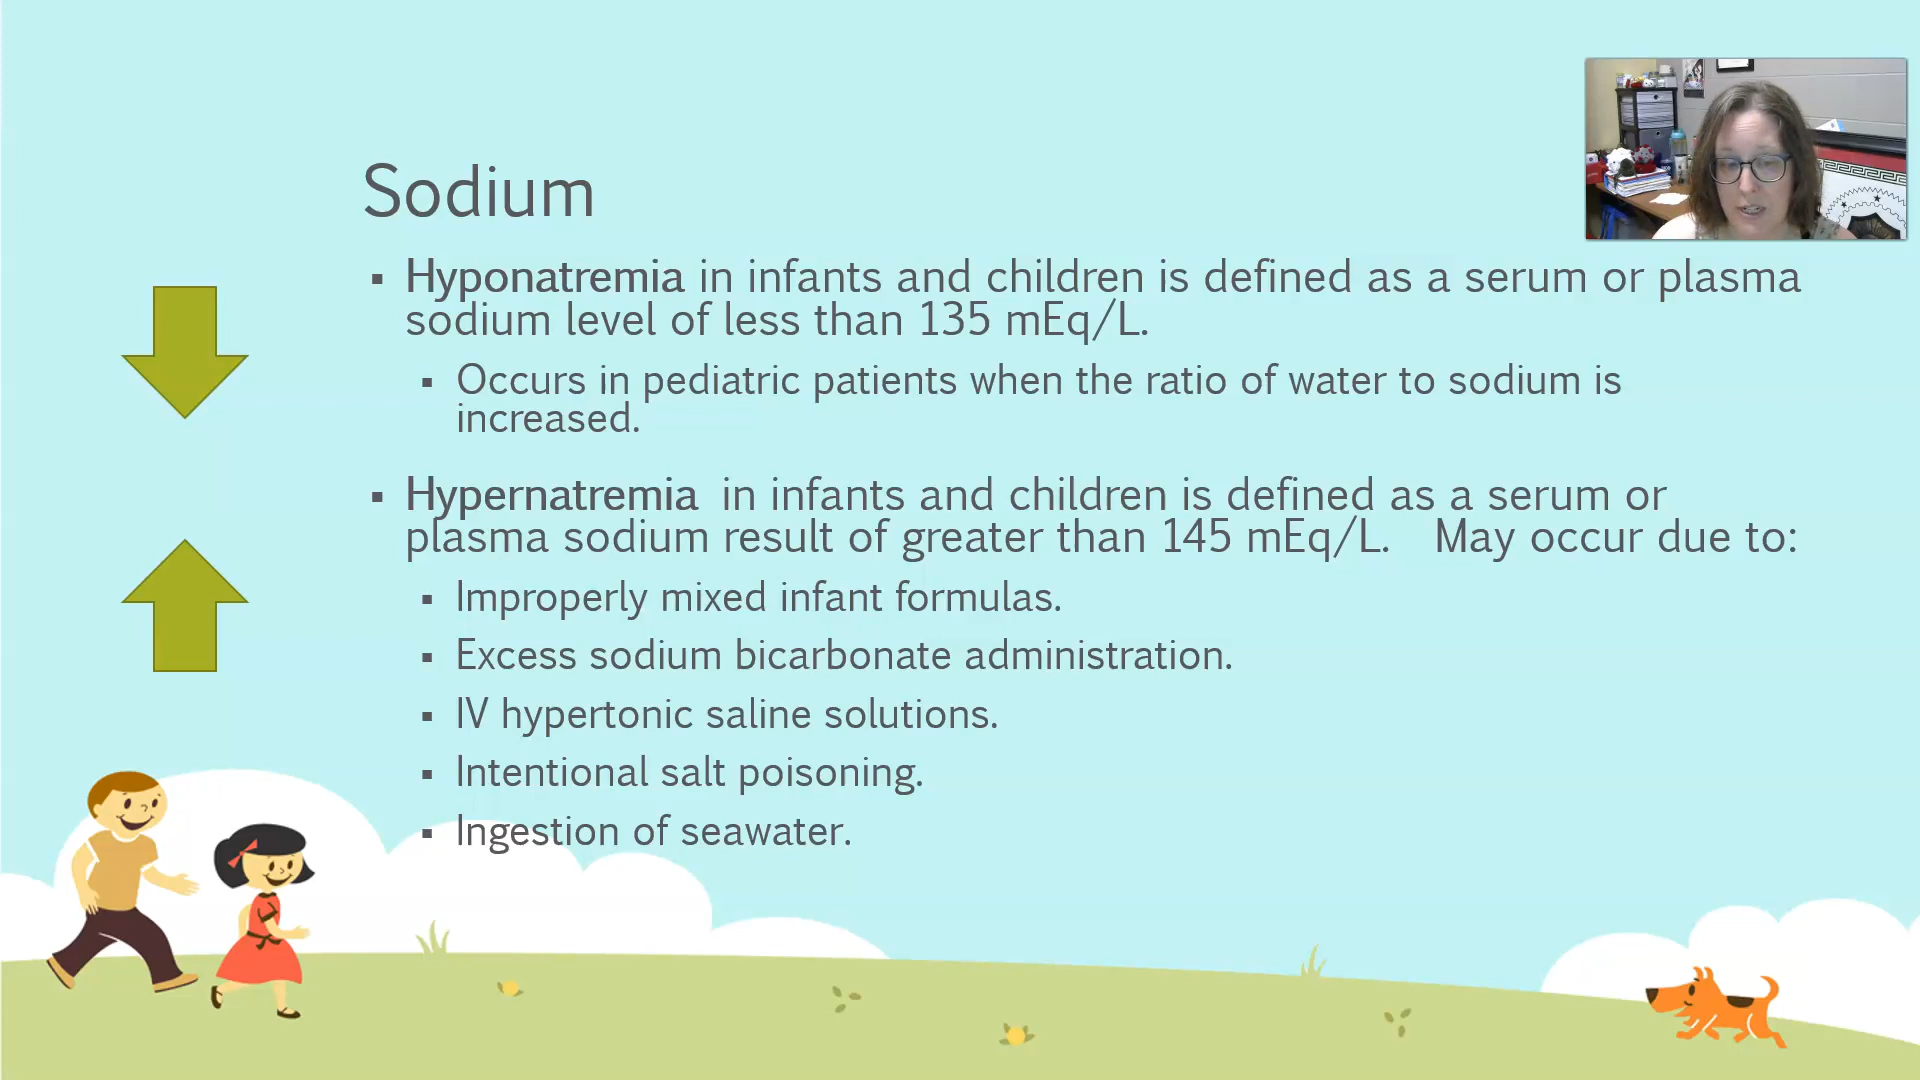 Sodium
▪ Hyponatremia in infants and children is defined as a serum or plasma
sodium level of less than 135 mEq/L.
▪ Occurs in pediatric patients when the ratio of water to sodium is
increased.
▪ Hypernatremia in infants and children is defined as a serum or
plasma sodium result of greater than 145 mEq/L. May occur due to:
▪ Improperly mixed infant formulas.
▪ Excess sodium bicarbonate administration.
▪ IV hypertonic saline solutions.
▪ Intentional salt poisoning.
▪ Ingestion of seawater.